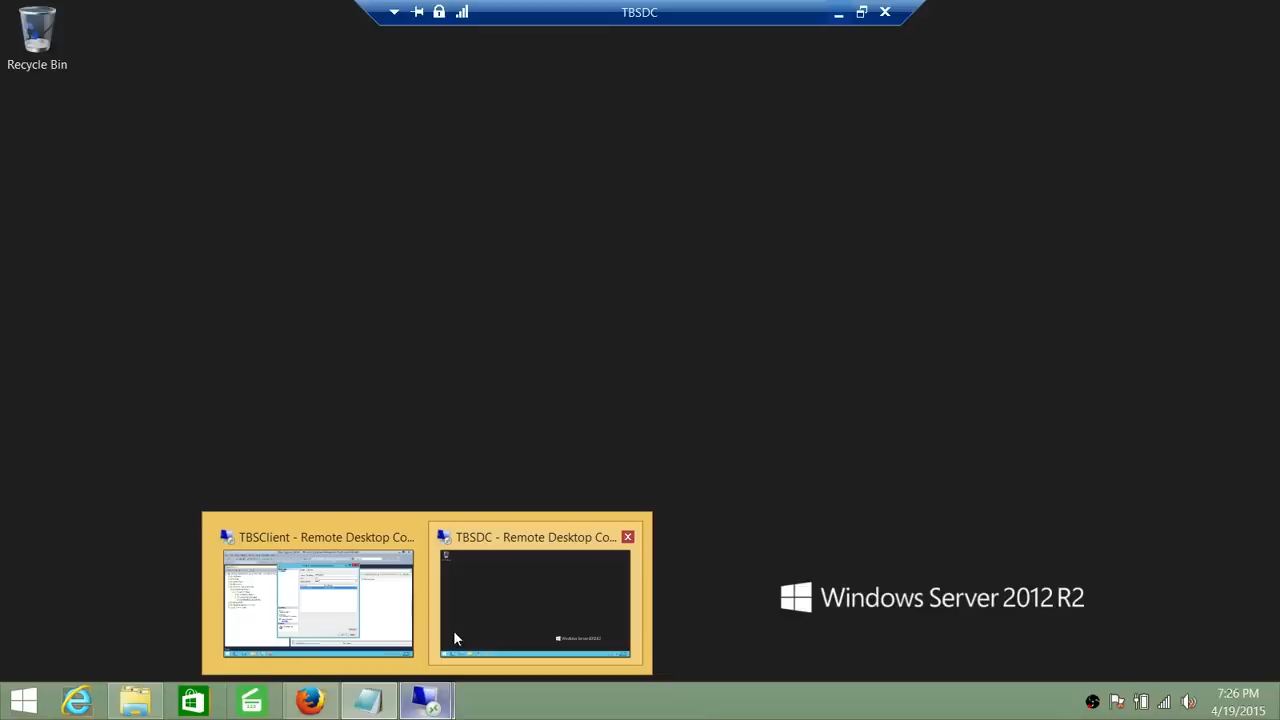 TBSDC
Recycle Bin
TBSClient - Remote Desktop Co...
TBSDC - Remote Desktop Co...
Windows Server 2012 R2
7:26 PM
4/19/2015